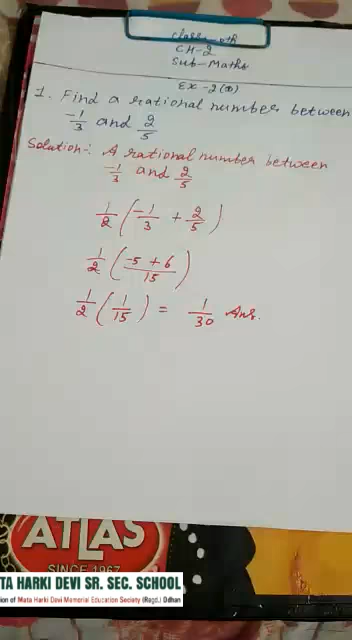 CH-2
Sub-Maths
Ex-2(
1. Find a rational number between
-1/3 and 2/5
Solution:- A rational number between
-1/3 and 2/5
1/2 ( -1/3 + 2/5 )
1/2 ( -5 + 6 / 15 )
1/2 ( 1/15 ) = 1/30 Ans.
ATLAS
SINCE 1967
TA HARKI DEVI SR. SEC. SCHOOL
ion of Mata Harki Devi Memorial Education Society (Regd.) Odhan